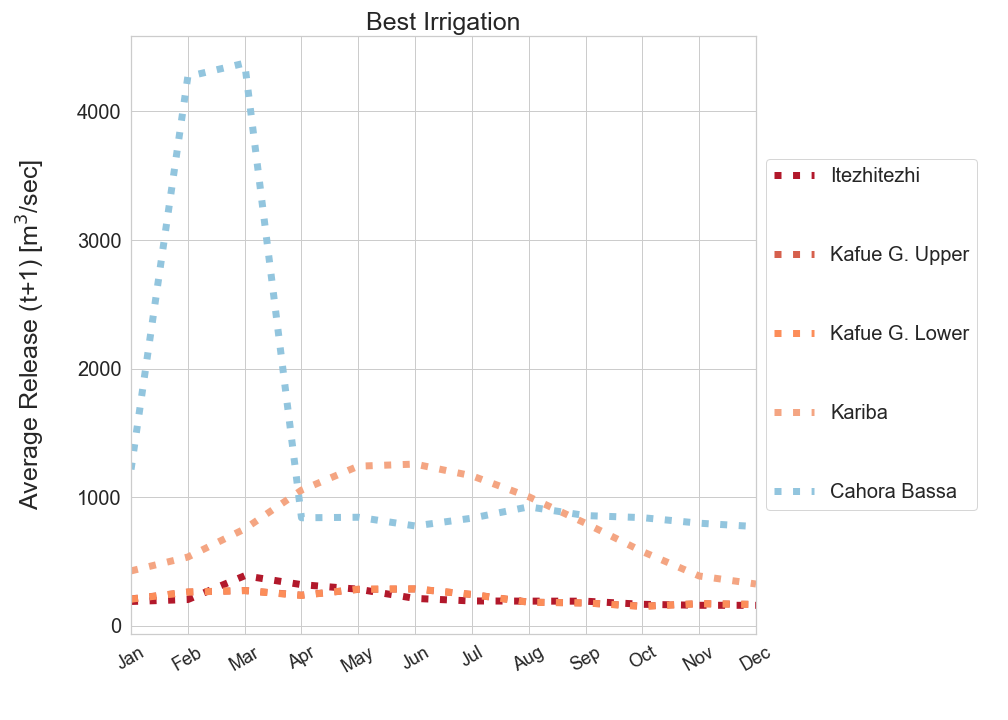 Best Irrigation
Average Release (t+1) [m³/sec]
4000
3000
2000
1000
0
Jan
Feb
Mar
Apr
May
Jun
Jul
Aug
Sep
Oct
Nov
Dec
Itezhitezhi
Kafue G. Upper
Kafue G. Lower
Kariba
Cahora Bassa